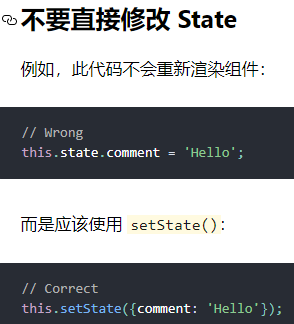 不要直接修改 State
例如，此代码不会重新渲染组件：
// Wrong
this.state.comment = 'Hello';
而是应该使用 setState()：
// Correct
this.setState({comment: 'Hello'});